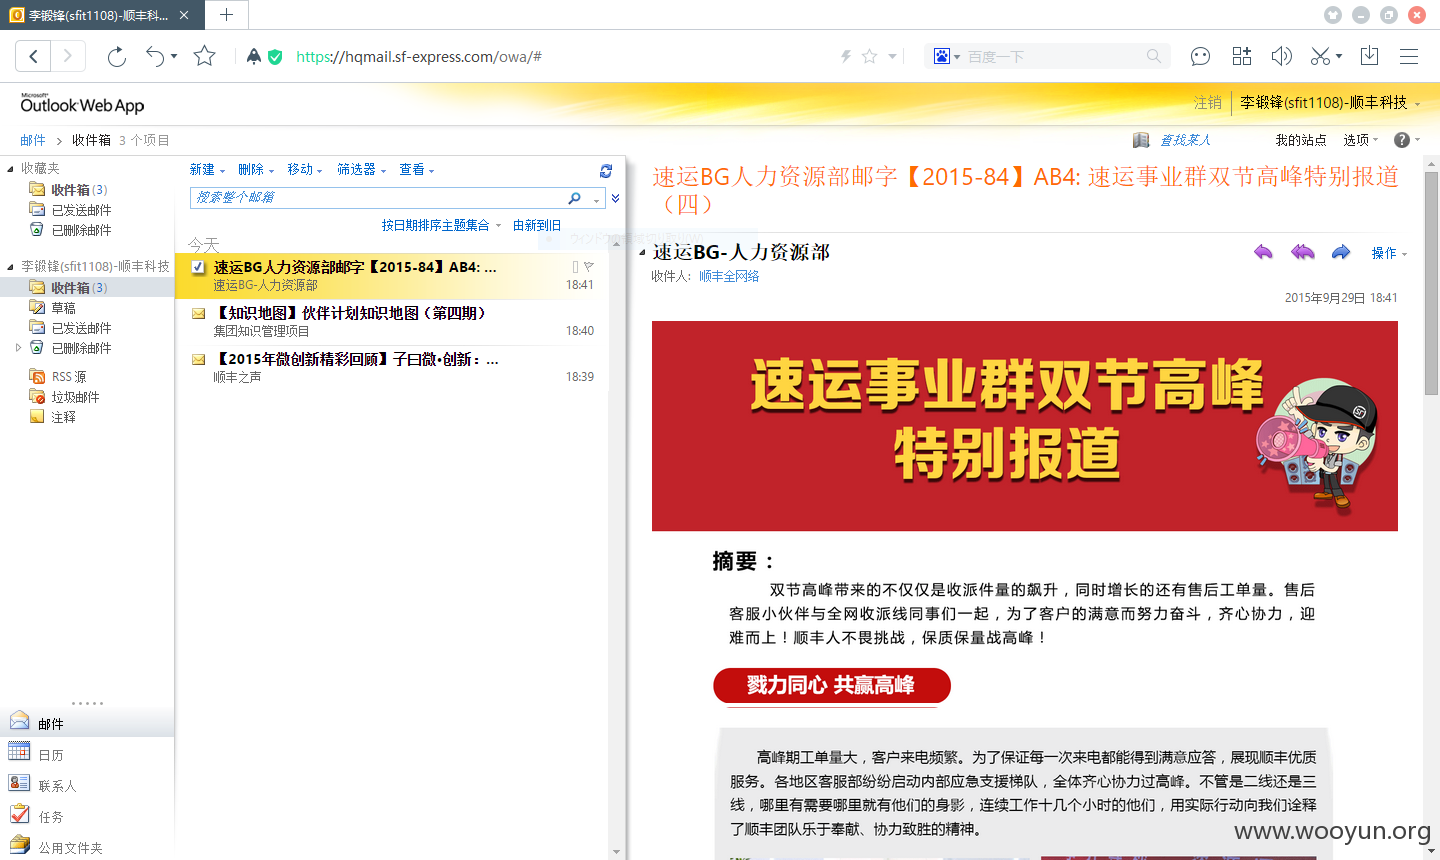 李锻锋(sfit1108)-顺丰科...
https://hqmail.sf-express.com/owa/#
百度一下
Microsoft
Outlook Web App
注销
李锻锋(sfit1108)-顺丰科技
邮件 > 收件箱 3 个项目
查找某人
我的站点
选项
收藏夹
收件箱 (3)
已发送邮件
已删除邮件
李锻锋(sfit1108)-顺丰科技
收件箱 (3)
草稿
已发送邮件
已删除邮件
RSS 源
垃圾邮件
注释
邮件
日历
联系人
任务
公用文件夹
新建 删除 移动 筛选器 查看
搜索整个邮箱
按日期排序主题集合 由新到旧
今天
速运BG人力资源部邮字【2015-84】AB4: ...
速运BG-人力资源部 18:41
【知识地图】伙伴计划知识地图（第四期）
集团知识管理项目 18:40
【2015年微创新精彩回顾】子曰微·创新：...
顺丰之声 18:39
速运BG人力资源部邮字【2015-84】AB4: 速运事业群双节高峰特别报道
（四）
速运BG-人力资源部
操作
收件人: 顺丰全网络
2015年9月29日 18:41
速运事业群双节高峰
特别报道
摘要：
双节高峰带来的不仅仅是收派件量的飙升，同时增长的还有售后工单量。售后
客服小伙伴与全网收派线同事们一起，为了客户的满意而努力奋斗，齐心协力，迎
难而上！顺丰人不畏挑战，保质保量战高峰！
戮力同心 共赢高峰
高峰期工单量大，客户来电频繁。为了保证每一次来电都能得到满意应答，展现顺丰优质
服务。各地区客服部纷纷启动内部应急支援梯队，全体齐心协力过高峰。不管是二线还是三
线，哪里有需要哪里就有他们的身影，连续工作十几个小时的他们，用实际行动向我们诠释
了顺丰团队乐于奉献、协力致胜的精神。
www.wooyun.org